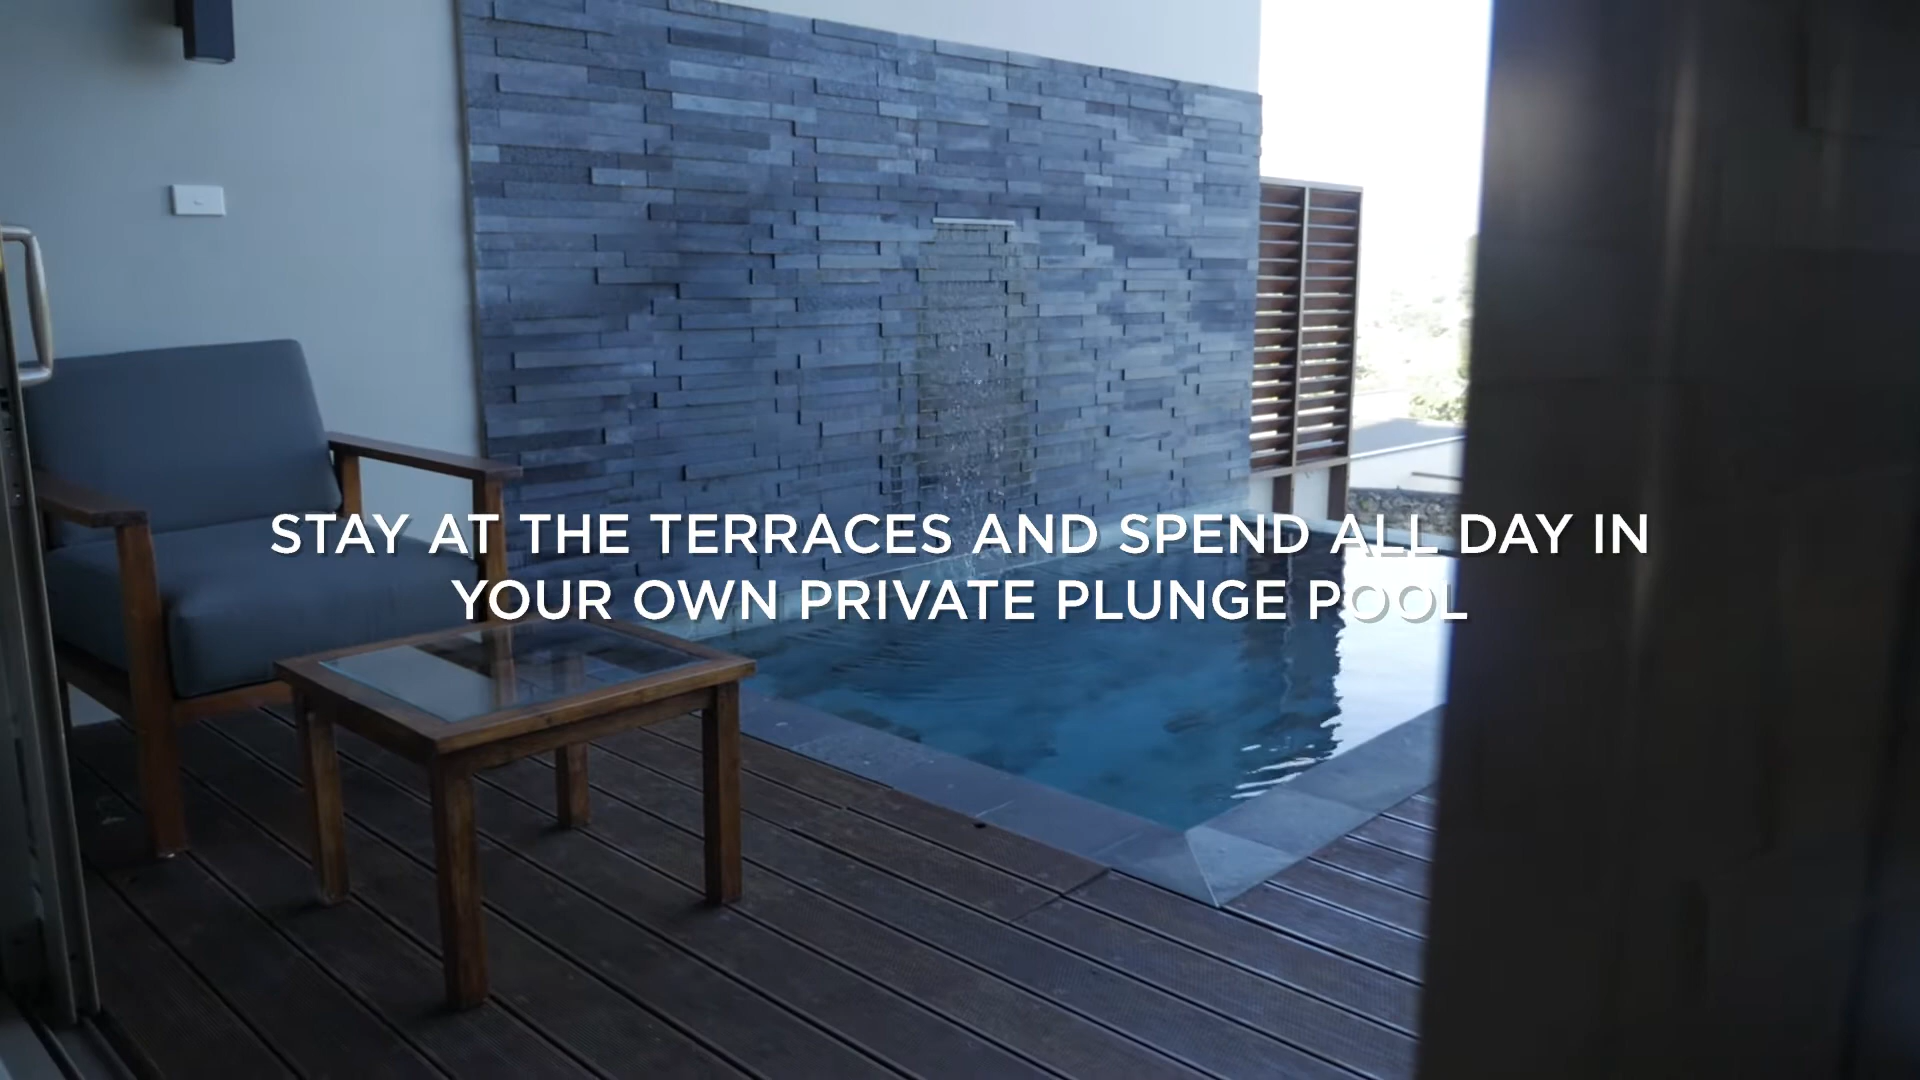 STAY AT THE TERRACES AND SPEND ALL DAY IN
YOUR OWN PRIVATE PLUNGE POOL